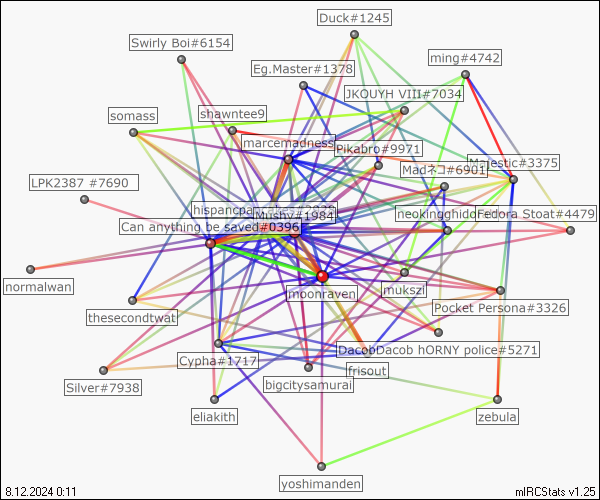 Duck#1245
Swirly Boi#6154
ming#4742
Eg.Master#1378
JKOUYH VIII#7034
somass
shawntee9
marcemadness
Pikabro#9971
Majestic#3375
Madネコ#6901
LPK2387 #7690
Mushy#1984
neokingghidora
Fedora Stoat#4479
Can anything be saved#0396
normalwan
moonraven
mukszi
Pocket Persona#3326
thesecondtwat
DacobDacob hORNY police#5271
Cypha#1717
frisout
Silver#7938
bigcitysamurai
eliakith
zebula
yoshimanden
8.12.2024 0:11
mIRCStats v1.25